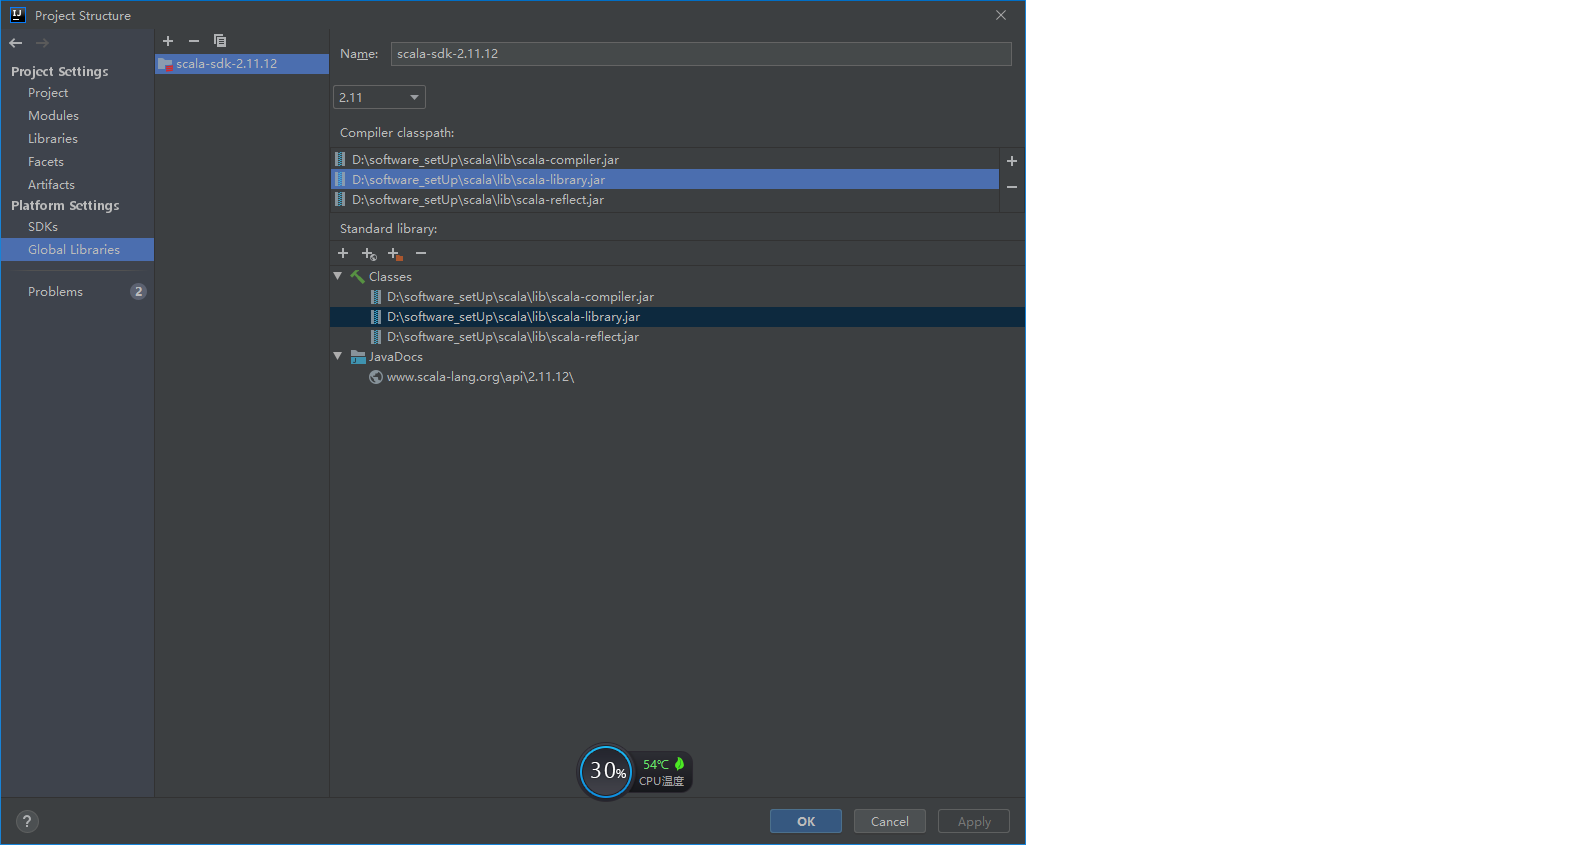 Project Structure
Project Settings
Project
Modules
Libraries
Facets
Artifacts
Platform Settings
SDKs
Global Libraries
Problems
2
scala-sdk-2.11.12
Name:
scala-sdk-2.11.12
2.11
Compiler classpath:
D:\software_setUp\scala\lib\scala-compiler.jar
D:\software_setUp\scala\lib\scala-library.jar
D:\software_setUp\scala\lib\scala-reflect.jar
Standard library:
Classes
D:\software_setUp\scala\lib\scala-compiler.jar
D:\software_setUp\scala\lib\scala-library.jar
D:\software_setUp\scala\lib\scala-reflect.jar
JavaDocs
www.scala-lang.org\api\2.11.12\
30%
54℃
CPU温度
?
OK
Cancel
Apply